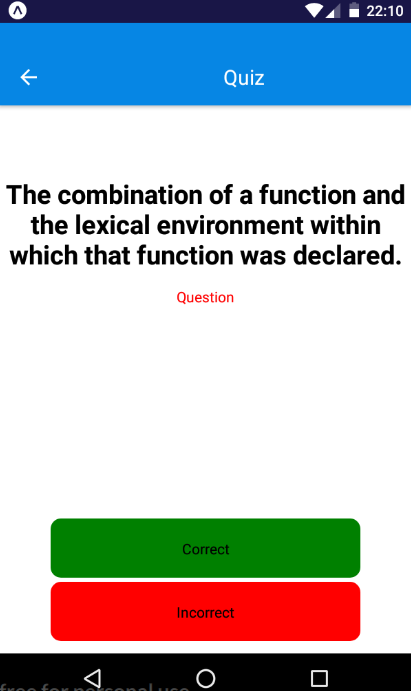 22:10
Quiz
The combination of a function and
the lexical environment within
which that function was declared.
Question
Correct
Incorrect
free for personal use